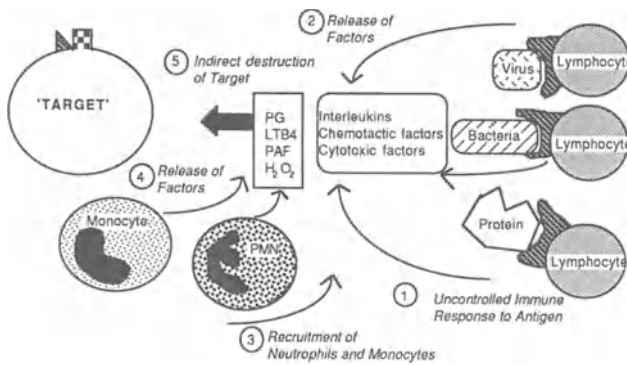 2 Release of
Factors
5 Indirect destruction
of Target
'TARGET'
Virus
Lymphocyte
PG
LTB4
PAF
H2O2
Interleukins
Chemotactic factors
Cytotoxic factors
Bacteria
Lymphocyte
4 Release of
Factors
Monocyte
PMN
Protein
Lymphocyte
1 Uncontrolled Immune
Response to Antigen
3 Recruitment of
Neutrophils and Monocytes